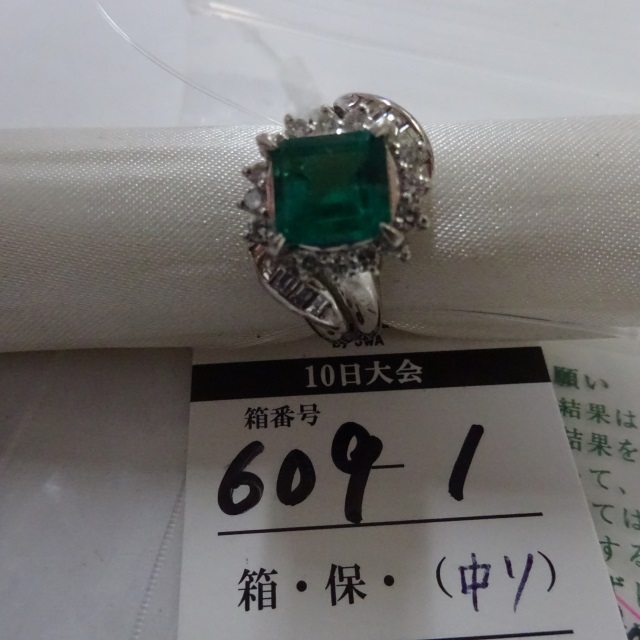 10日大会
箱番号
609-1
箱・保・(中リ)
願い
結果は
結果を
て、
ては
する